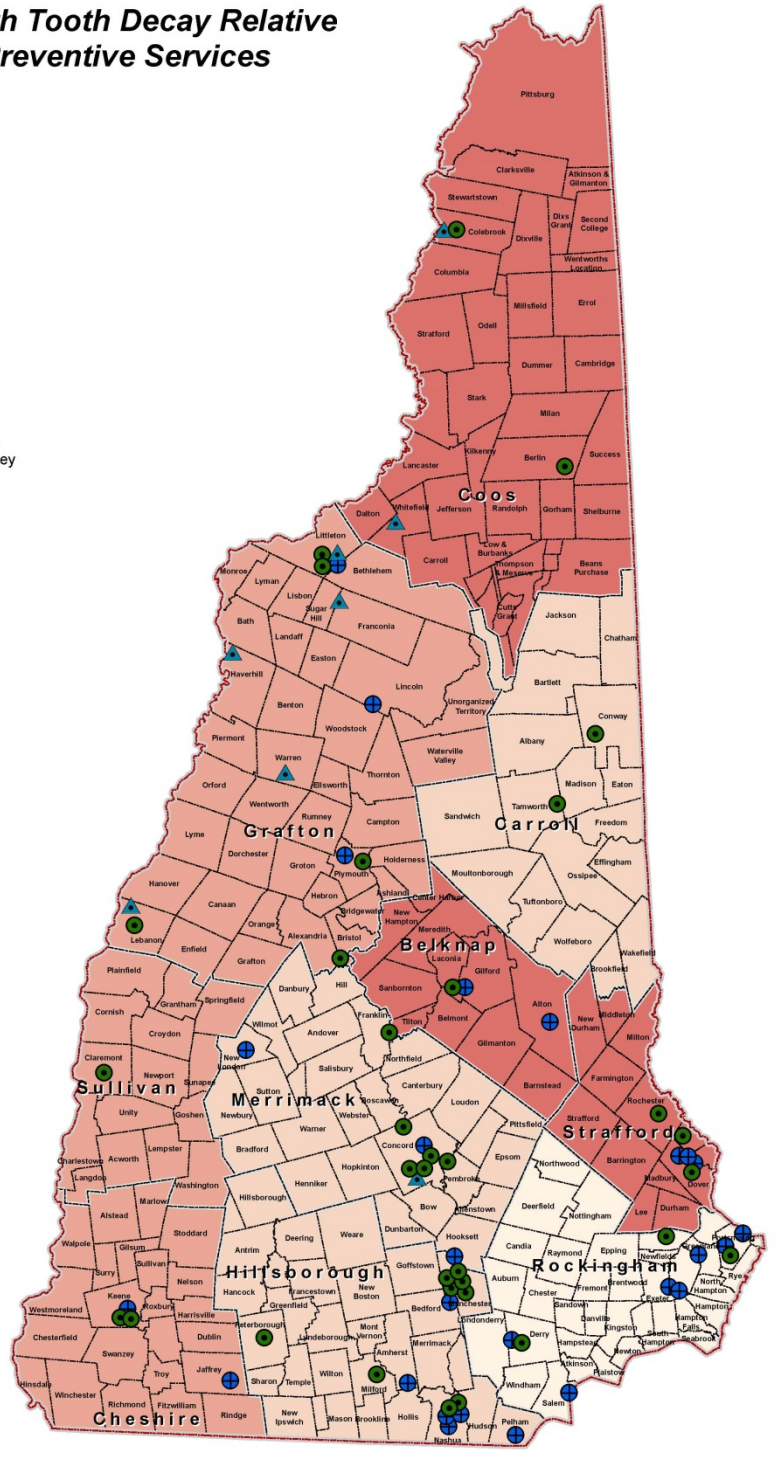 h Tooth Decay Relative
Preventive Services
ey
Pittsburg
Clarksville
Atkinson &
Gilmanton
Stewartstown
Dixs
Grant
Second
College
Colebrook
Dixville
Wentworths
Location
Columbia
Millsfield
Errol
Odell
Stratford
Dummer
Cambridge
Stark
Milan
Kilkenny
Berlin
Success
Lancaster
Coos
Dalton
Whitefield
Jefferson
Randolph
Gorham
Shelburne
Littleton
Carroll
Low &
Burbanks
Thompson
& Meserve
Beans
Purchase
Monroe
Bethlehem
Lyman
Lisbon
Sugar
Hill
Cutts
Grant
Jackson
Bath
Landaff
Franconia
Chatham
Easton
Haverhill
Bartlett
Lincoln
Benton
Unorganized
Territory
Conway
Woodstock
Piermont
Albany
Waterville
Valley
Warren
Thornton
Madison
Eaton
Orford
Ellsworth
Wentworth
Tamworth
Rumney
Sandwich
Campton
Carroll
Freedom
Grafton
Lyme
Dorchester
Groton
Holderness
Effingham
Plymouth
Moultonborough
Ossipee
Hanover
Ashland
Hebron
Center Harbor
Canaan
Tuftonboro
Bridgewater
New
Hampton
Orange
Meredith
Lebanon
Alexandria
Bristol
Belknap
Wolfeboro
Enfield
Laconia
Wakefield
Grafton
Gilford
Brookfield
Plainfield
Danbury
Hill
Sanbornton
Grantham
Springfield
Alton
Cornish
Franklin
Tilton
Belmont
New
Durham
Middleton
Wilmot
Croydon
Andover
Milton
Gilmanton
Claremont
New
London
Northfield
Newport
Salisbury
Farmington
Sunapee
Sullivan
Sutton
Canterbury
Barnstead
Merrimack
Boscawen
Loudon
Rochester
Unity
Goshen
Newbury
Webster
Strafford
Warner
Pittsfield
Strafford
Lempster
Bradford
Concord
Acworth
Epsom
Barrington
Charlestown
Hopkinton
Northwood
Langdon
Pembroke
Madbury
Dover
Washington
Henniker
Hillsborough
Bow
Allenstown
Marlow
Deerfield
Lee
Durham
Alstead
Dunbarton
Nottingham
Stoddard
Deering
Weare
Hooksett
Walpole
Antrim
Candia
Gilsum
Epping
Newfields
Greenland
Portsmouth
Sullivan
Goffstown
Raymond
Surry
Hillsborough
Rockingham
Rye
Nelson
Auburn
Brentwood
North
Hampton
Keene
Hancock
Francestown
New
Boston
Chester
Fremont
Exeter
Roxbury
Greenfield
Bedford
Manchester
Sandown
Hampton
Westmoreland
Harrisville
Londonderry
Danville
Hampton
Falls
Peterborough
Lyndeborough
Mont
Vernon
Kingston
South
Hampton
Chesterfield
Dublin
Merrimack
Derry
Hampstead
Seabrook
Swanzey
Amherst
Newton
Atkinson
Plaistow
Jaffrey
Wilton
Troy
Sharon
Temple
Windham
Hinsdale
Milford
Salem
Winchester
Richmond
Fitzwilliam
Rindge
New
Ipswich
Mason
Brookline
Hollis
Hudson
Pelham
Cheshire
Nashua